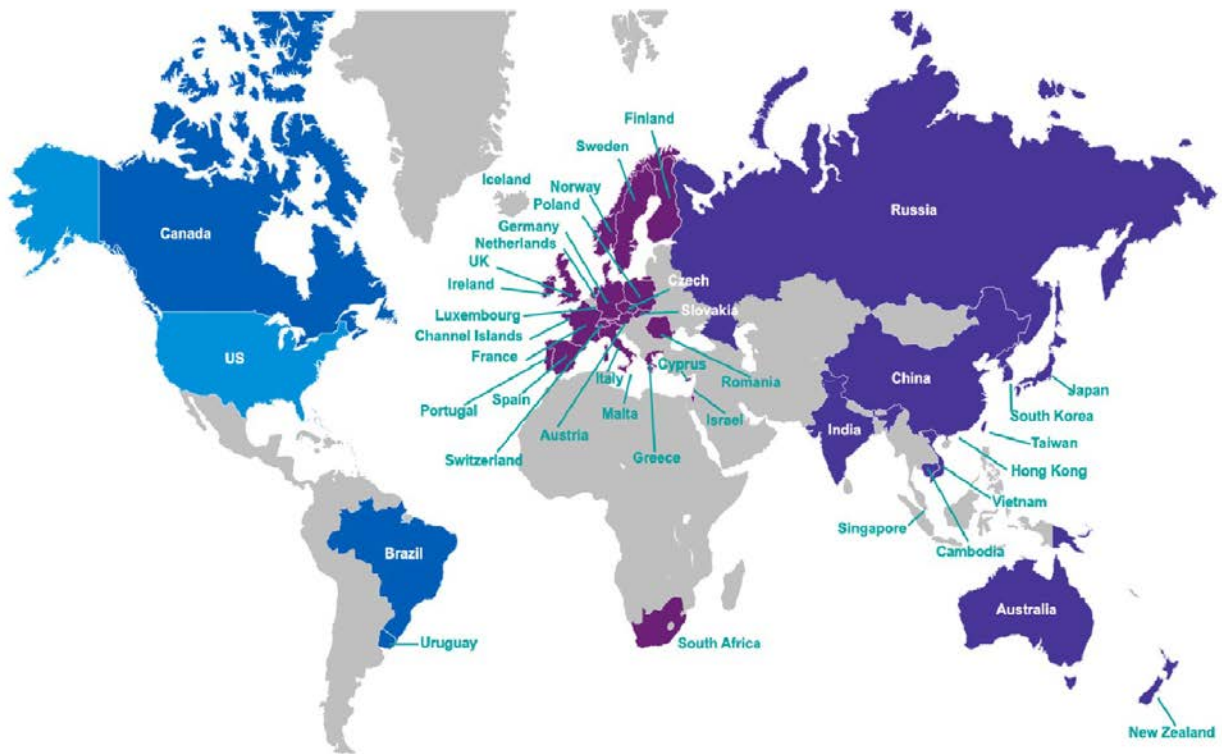 Finland
Sweden
Iceland
Norway
Poland
Germany
Netherlands
UK
Ireland
Luxembourg
Channel Islands
France
Portugal
Spain
Switzerland
Austria
Italy
Malta
Greece
Cyprus
Israel
Romania
Czech
Slovakia
Canada
US
Brazil
Uruguay
South Africa
Russia
China
India
Japan
South Korea
Taiwan
Hong Kong
Vietnam
Singapore
Cambodia
Australia
New Zealand